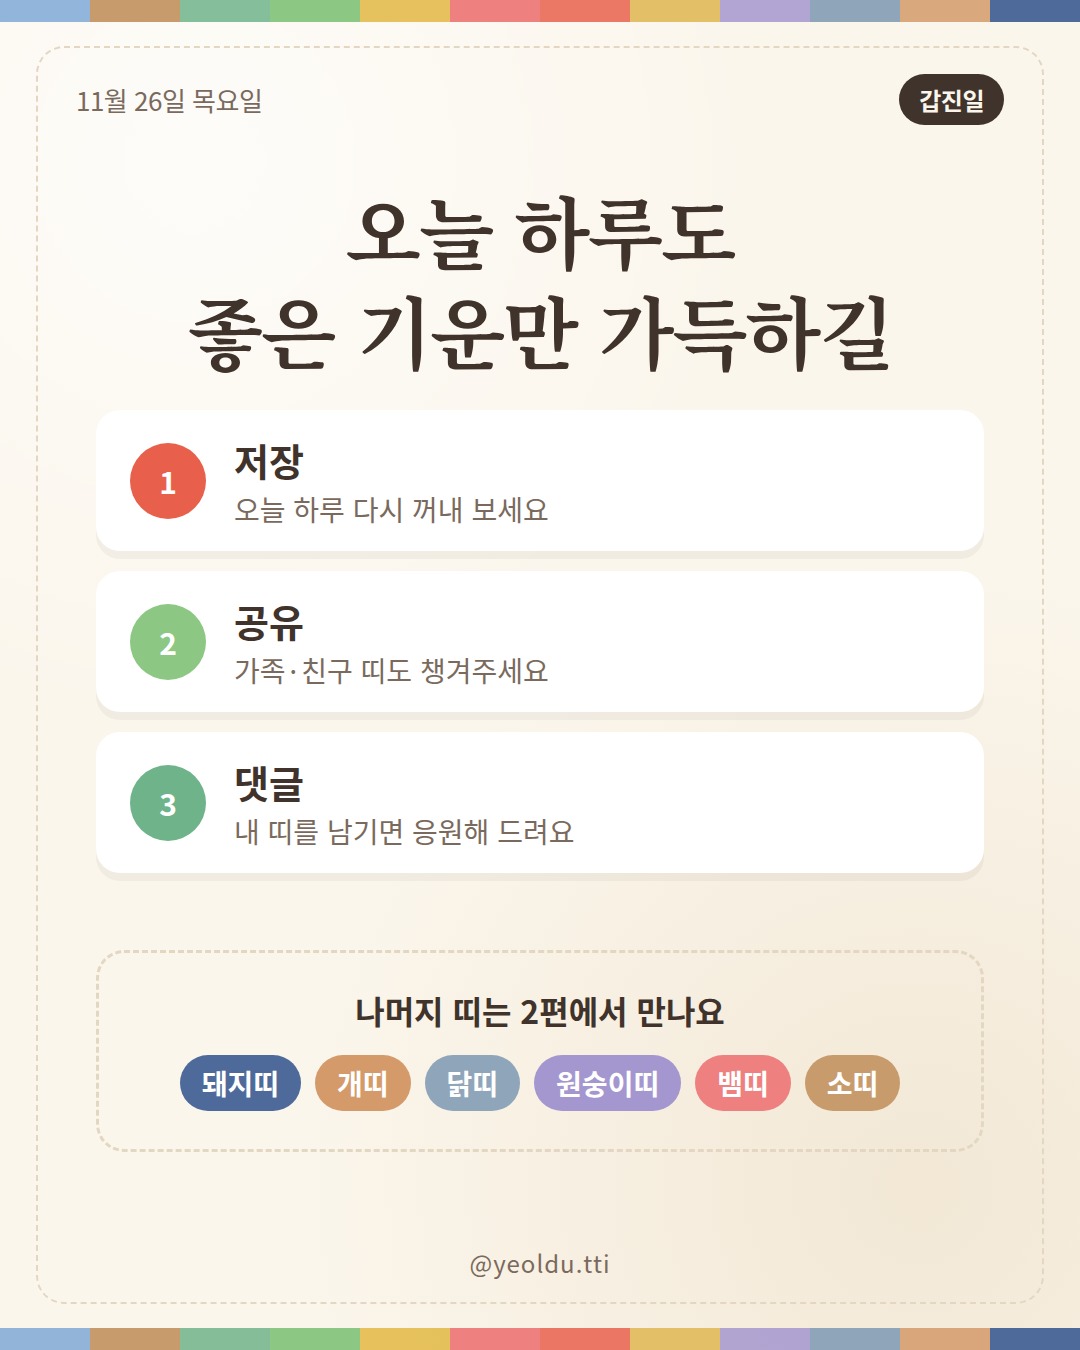 11월 26일 목요일
갑진일
오늘 하루도
좋은 기운만 가득하길
1
저장
오늘 하루 다시 꺼내 보세요
2
공유
가족·친구 띠도 챙겨주세요
3
댓글
내 띠를 남기면 응원해 드려요
나머지 띠는 2편에서 만나요
돼지띠 개띠 닭띠 원숭이띠 뱀띠 소띠
@yeoldu.tti